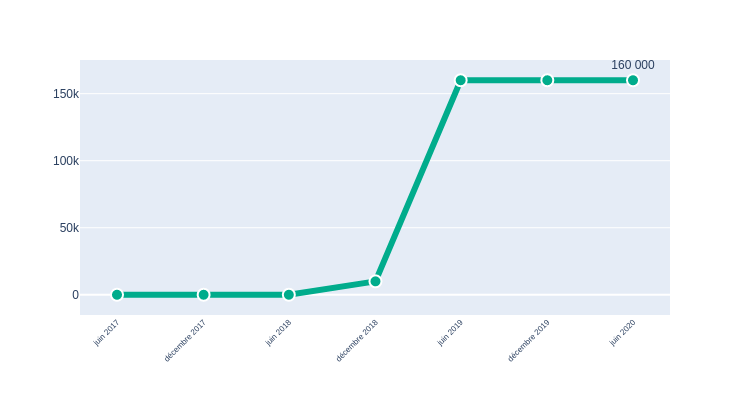 160 000
150k
100k
50k
0
juin 2017
décembre 2017
juin 2018
décembre 2018
juin 2019
décembre 2019
juin 2020